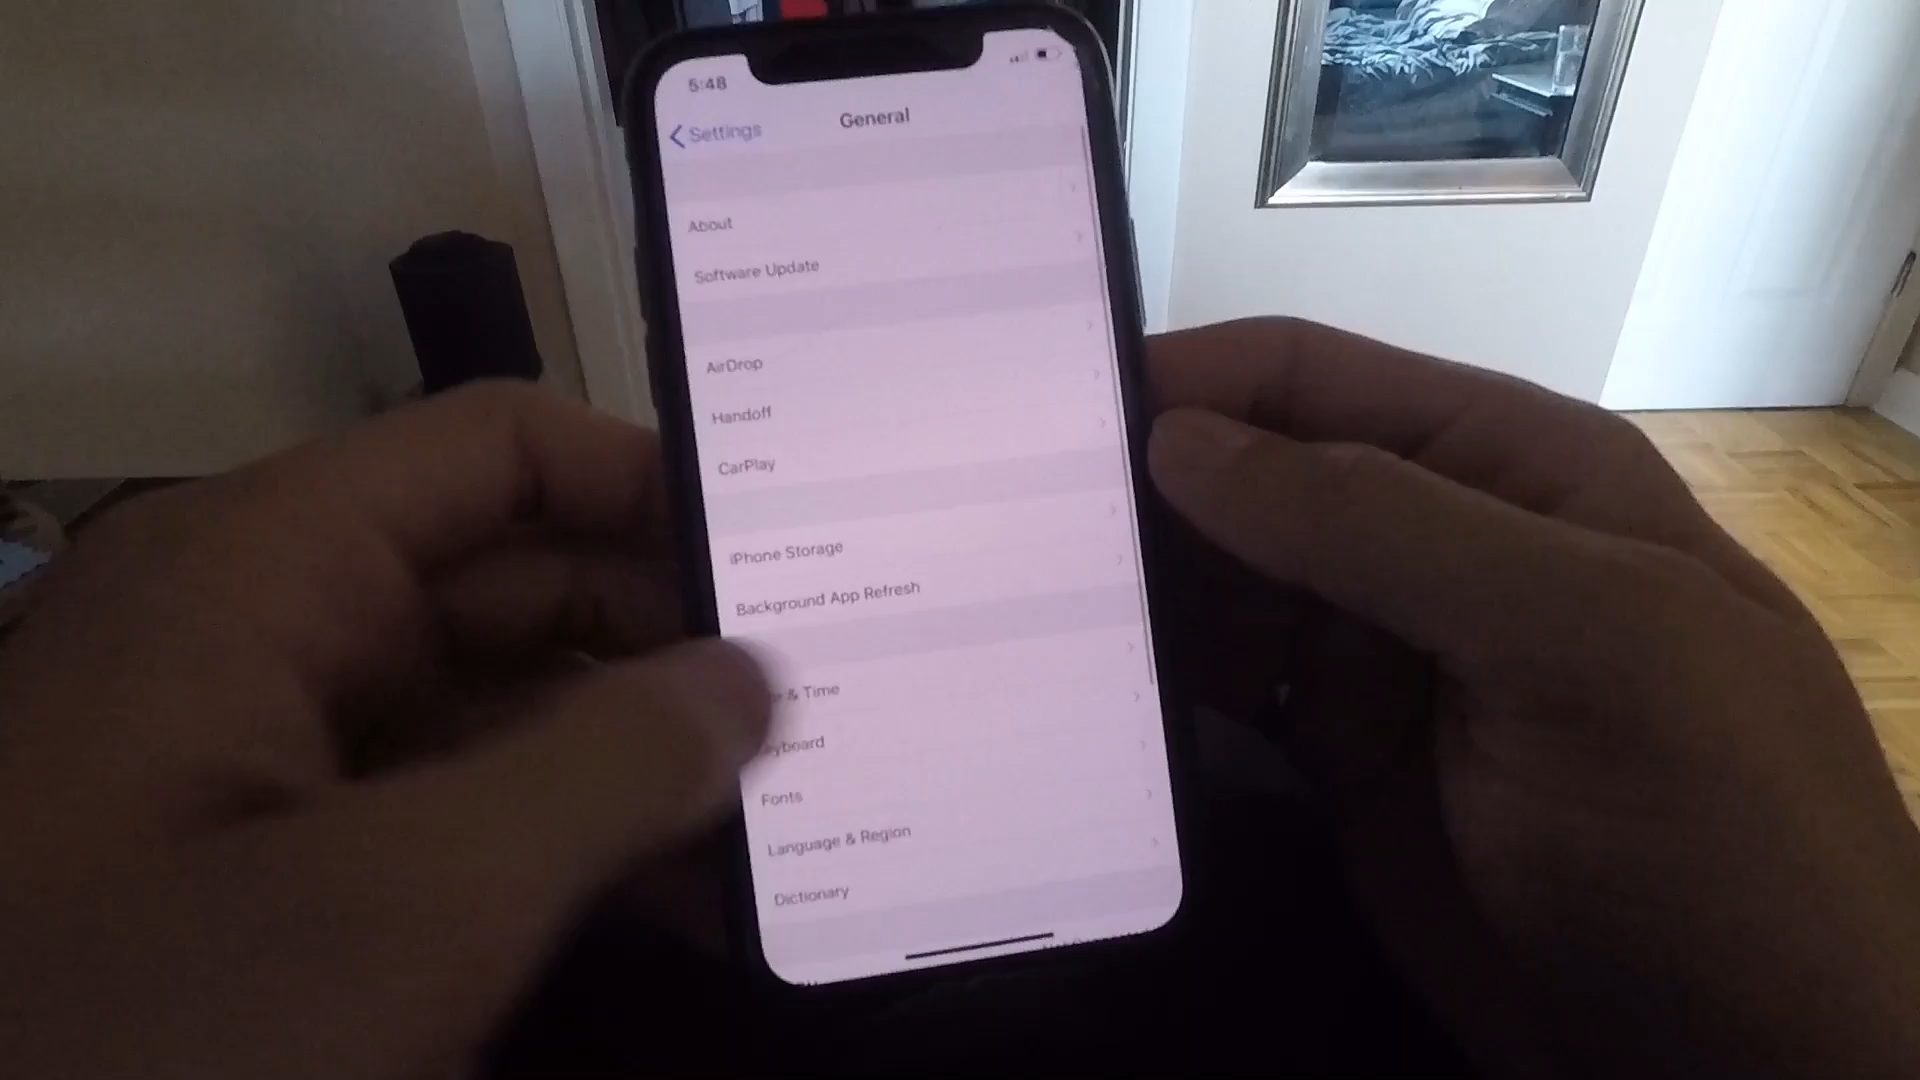 5:48
Settings
General
About
Software Update
AirDrop
Handoff
CarPlay
iPhone Storage
Background App Refresh
& Time
yboard
Fonts
Language & Region
Dictionary